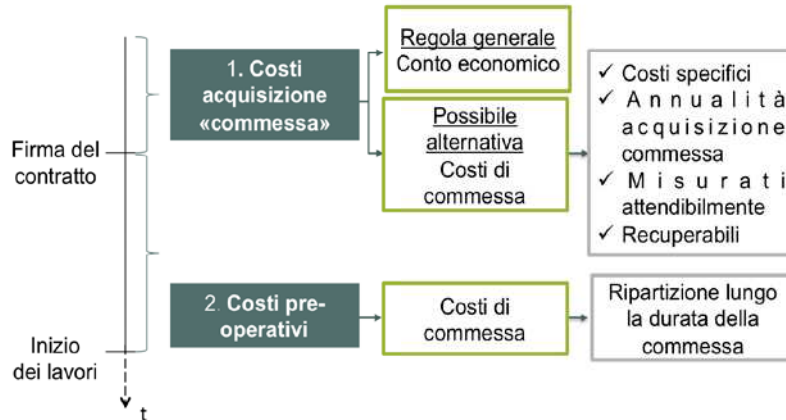 Firma del
contratto
Inizio
dei lavori
t
1. Costi
acquisizione
«commessa»
Regola generale
Conto economico
Possibile
alternativa
Costi di
commessa
✓ Costi specifici
✓ Annualità
acquisizione
commessa
✓ Misurati
attendibilmente
✓ Recuperabili
2. Costi pre-
operativi
Costi di
commessa
Ripartizione lungo
la durata della
commessa